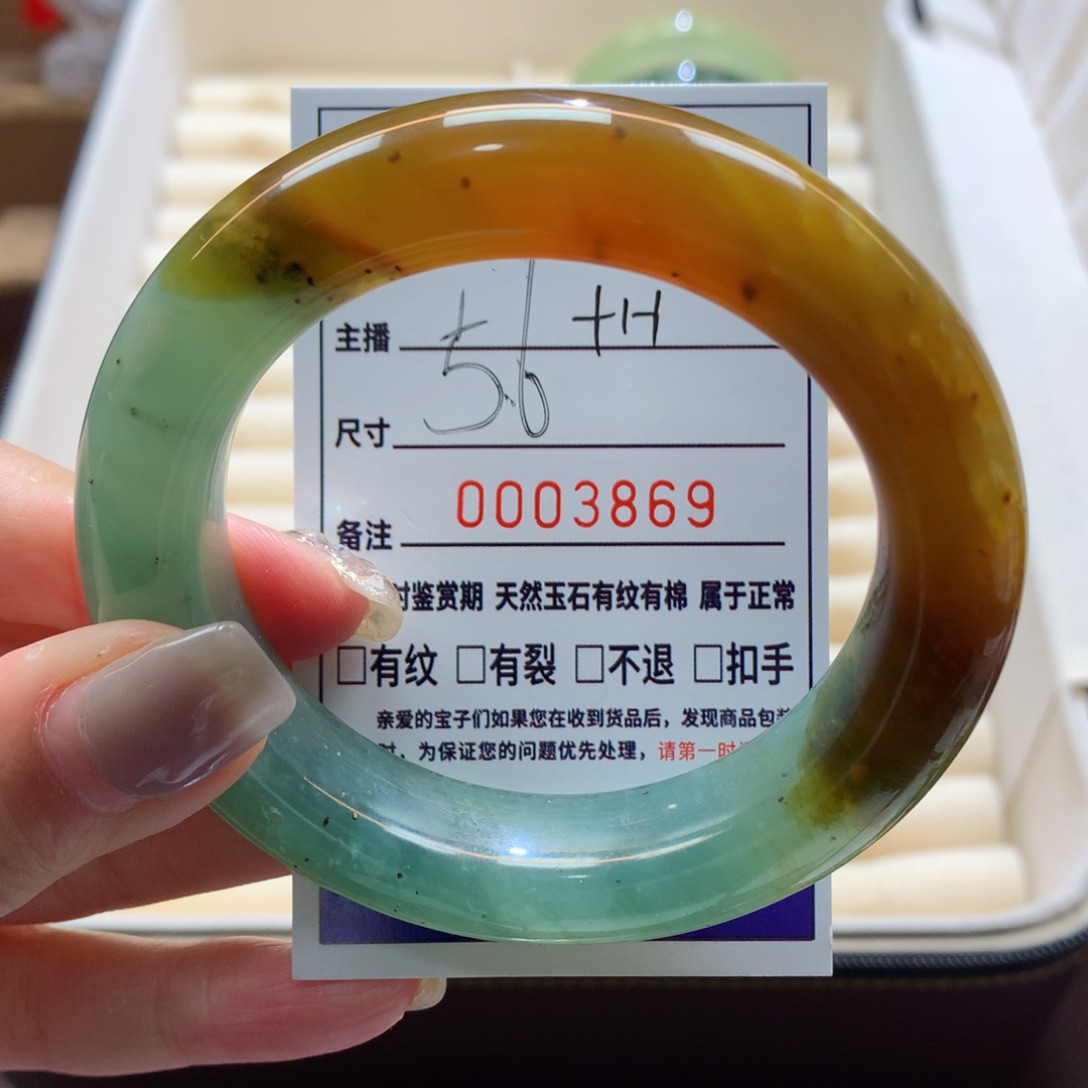 主播
尺寸 56
备注 0003869
时鉴赏期 天然玉石有纹有棉 属于正常
□有纹 □有裂 □不退 □扣手
亲爱的宝子们如果您在收到货品后，发现商品包装
时，为保证您的问题优先处理，请第一时